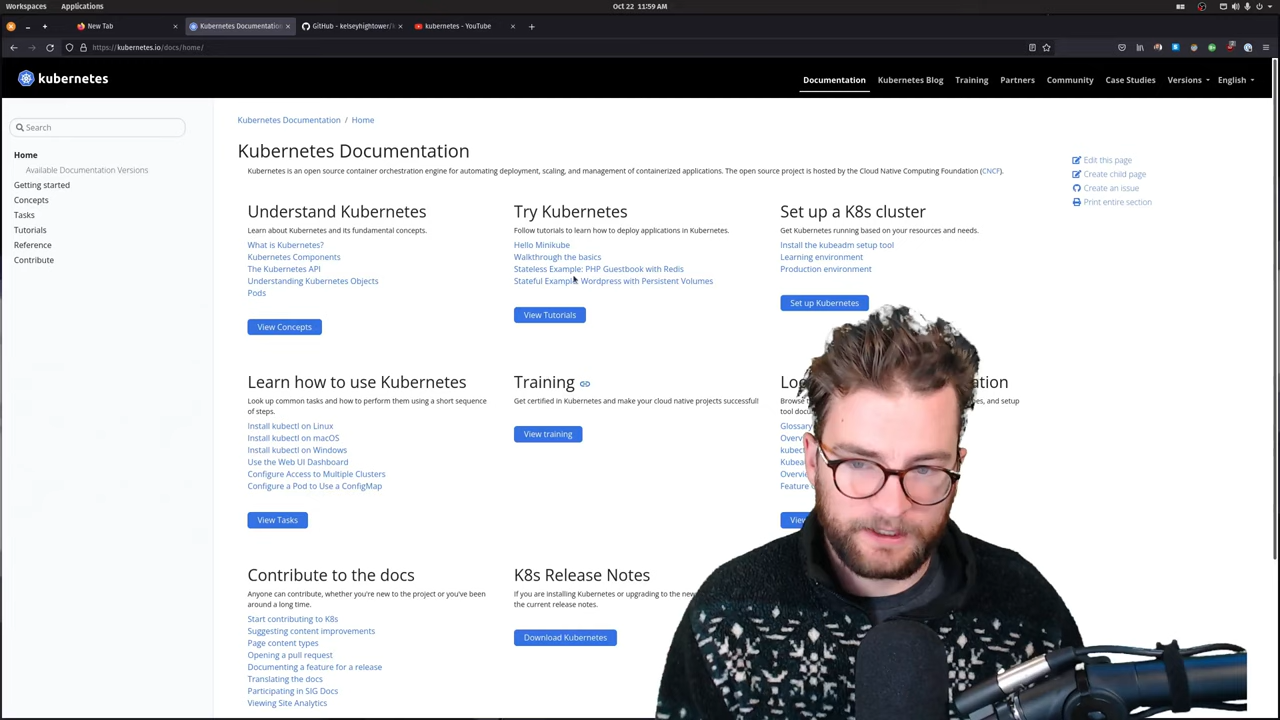 Workspaces Applications
Oct 22 11:59 AM
New Tab
Kubernetes Documentation
GitHub - kelseyhightower/k
kubernetes - YouTube
https://kubernetes.io/docs/home/
kubernetes
Documentation Kubernetes Blog Training Partners Community Case Studies Versions English
Search
Home
Available Documentation Versions
Getting started
Concepts
Tasks
Tutorials
Reference
Contribute
Kubernetes Documentation / Home
Kubernetes Documentation
Kubernetes is an open source container orchestration engine for automating deployment, scaling, and management of containerized applications. The open source project is hosted by the Cloud Native Computing Foundation (CNCF).
Edit this page
Create child page
Create an issue
Print entire section
Understand Kubernetes
Learn about Kubernetes and its fundamental concepts.
What is Kubernetes?
Kubernetes Components
The Kubernetes API
Understanding Kubernetes Objects
Pods
View Concepts
Try Kubernetes
Follow tutorials to learn how to deploy applications in Kubernetes.
Hello Minikube
Walkthrough the basics
Stateless Example: PHP Guestbook with Redis
Stateful Example: Wordpress with Persistent Volumes
View Tutorials
Set up a K8s cluster
Get Kubernetes running based on your resources and needs.
Install the kubeadm setup tool
Learning environment
Production environment
Set up Kubernetes
Learn how to use Kubernetes
Look up common tasks and how to perform them using a short sequence
of steps.
Install kubectl on Linux
Install kubectl on macOS
Install kubectl on Windows
Use the Web UI Dashboard
Configure Access to Multiple Clusters
Configure a Pod to Use a ConfigMap
View Tasks
Training
Get certified in Kubernetes and make your cloud native projects successful!
View training
Glossary
Contribute to the docs
Anyone can contribute, whether you're new to the project or you've been
around a long time.
Start contributing to K8s
Suggesting content improvements
Page content types
Opening a pull request
Documenting a feature for a release
Translating the docs
Participating in SIG Docs
Viewing Site Analytics
K8s Release Notes
If you are installing Kubernetes or upgrading to the
the current release notes.
Download Kubernetes